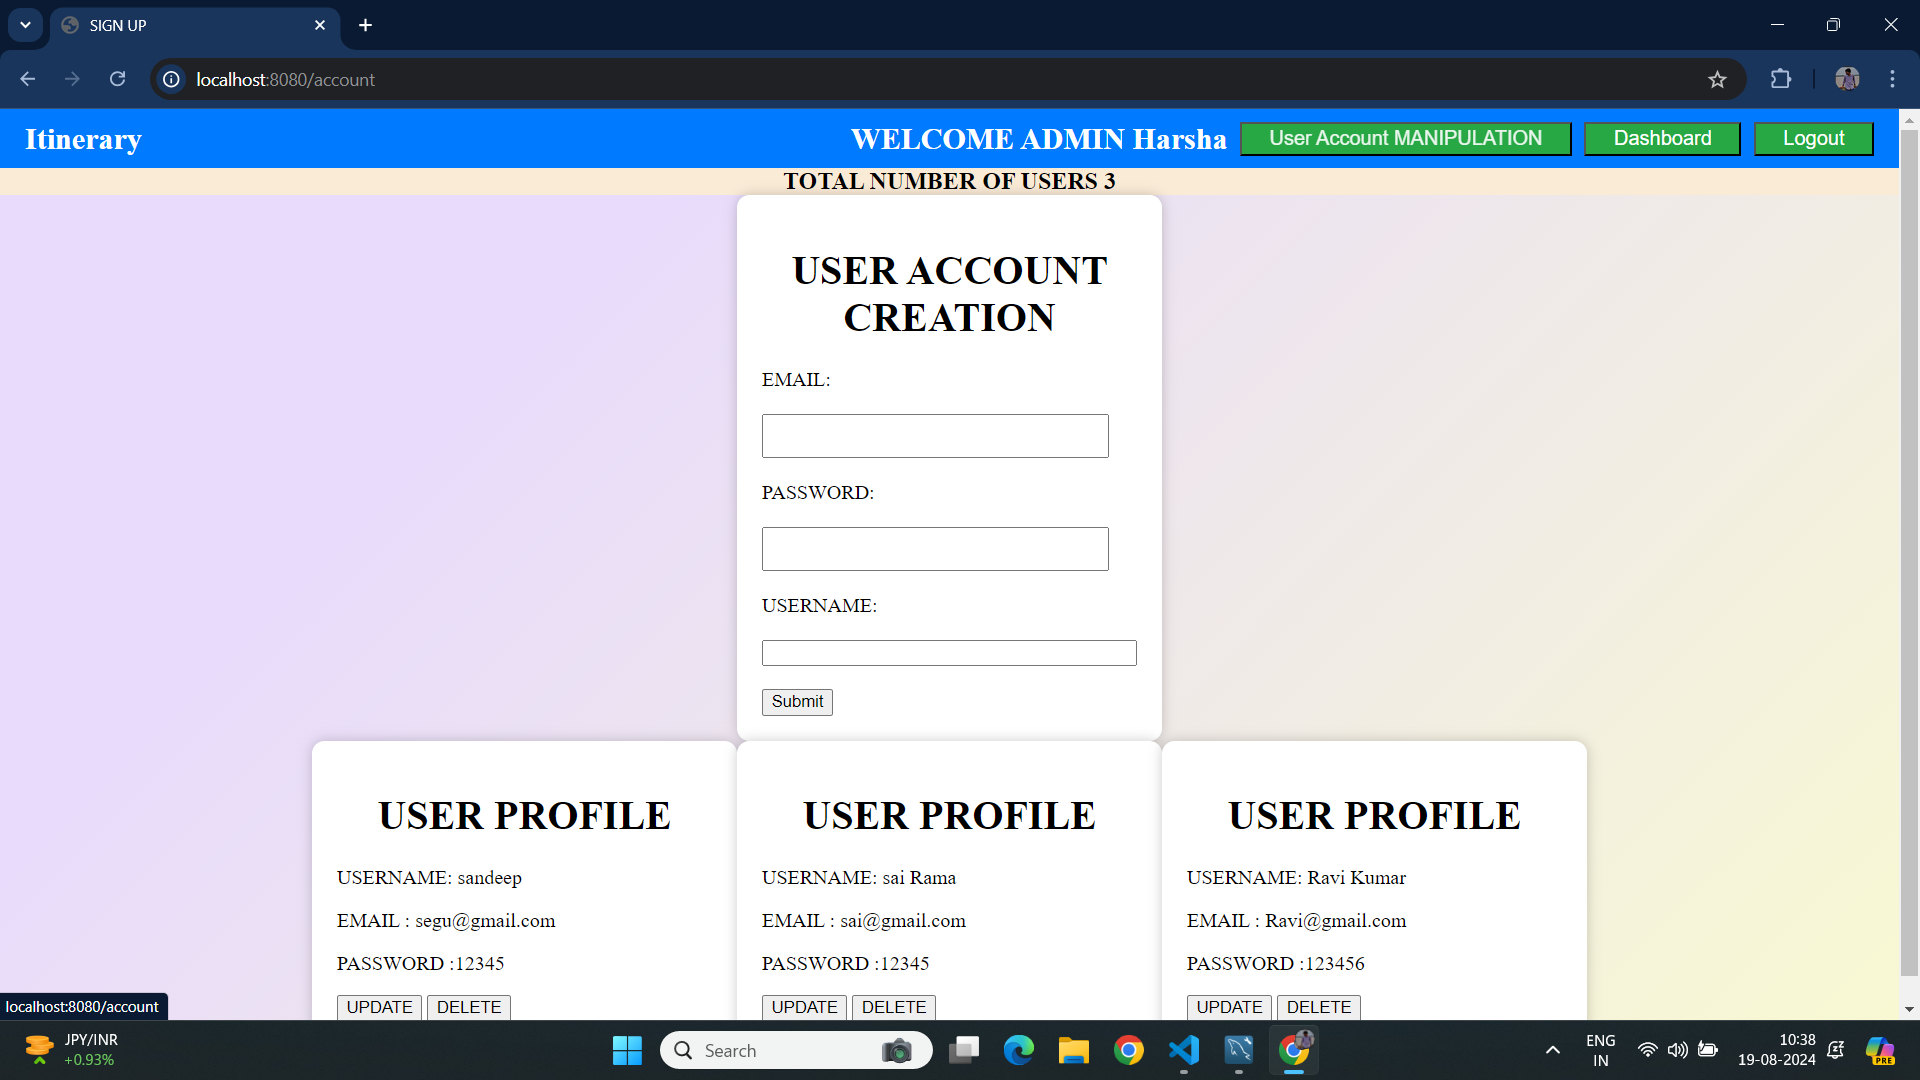 SIGN UP
localhost:8080/account
Itinerary
WELCOME ADMIN Harsha
User Account MANIPULATION
Dashboard
Logout
TOTAL NUMBER OF USERS 3
USER ACCOUNT
CREATION
EMAIL:
PASSWORD:
USERNAME:
Submit
USER PROFILE
USERNAME: sandeep
EMAIL : segu@gmail.com
PASSWORD :12345
UPDATE DELETE
USER PROFILE
USERNAME: sai Rama
EMAIL : sai@gmail.com
PASSWORD :12345
UPDATE DELETE
USER PROFILE
USERNAME: Ravi Kumar
EMAIL : Ravi@gmail.com
PASSWORD :123456
UPDATE DELETE
localhost:8080/account
JPY/INR
+0.93%
Search
ENG
IN
10:38
19-08-2024
PRE